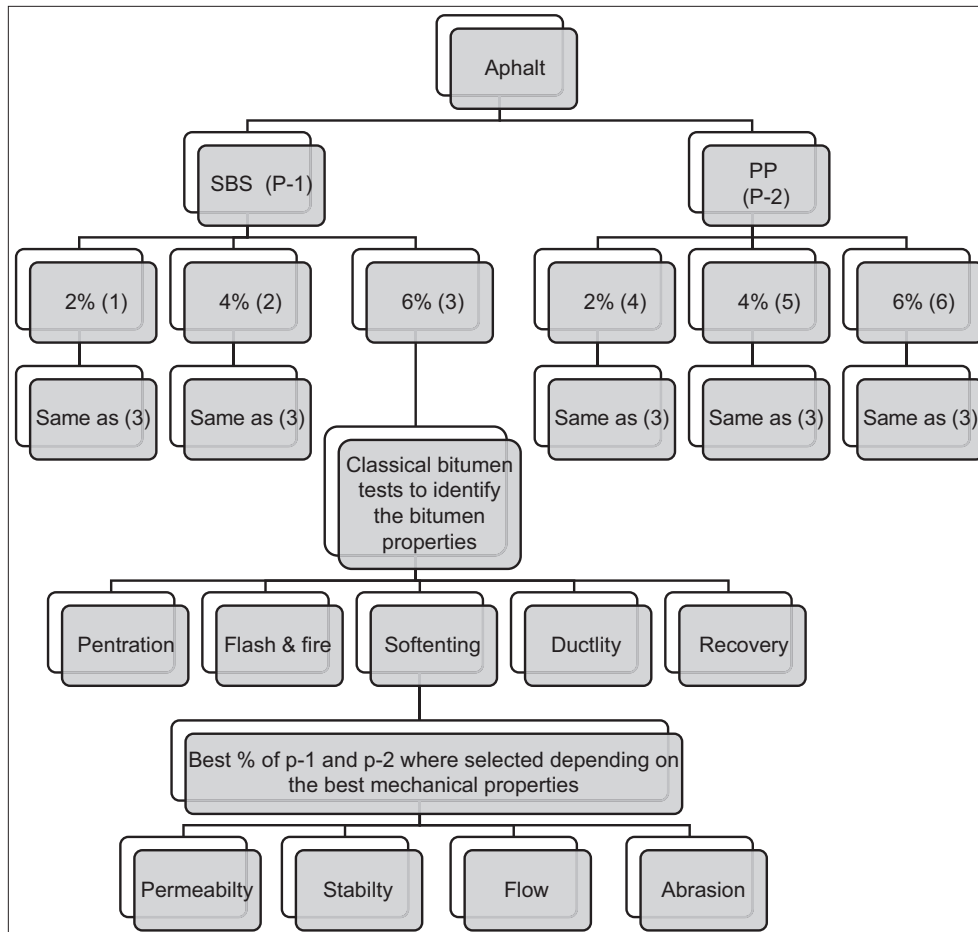 Aphalt
SBS (P-1)
PP
(P-2)
2% (1)
4% (2)
6% (3)
2% (4)
4% (5)
6% (6)
Same as (3)
Same as (3)
Same as (3)
Same as (3)
Same as (3)
Classical bitumen
tests to identify
the bitumen
properties
Pentration
Flash & fire
Softenting
Ductlity
Recovery
Best % of p-1 and p-2 where selected depending on
the best mechanical properties
Permeabilty
Stabilty
Flow
Abrasion